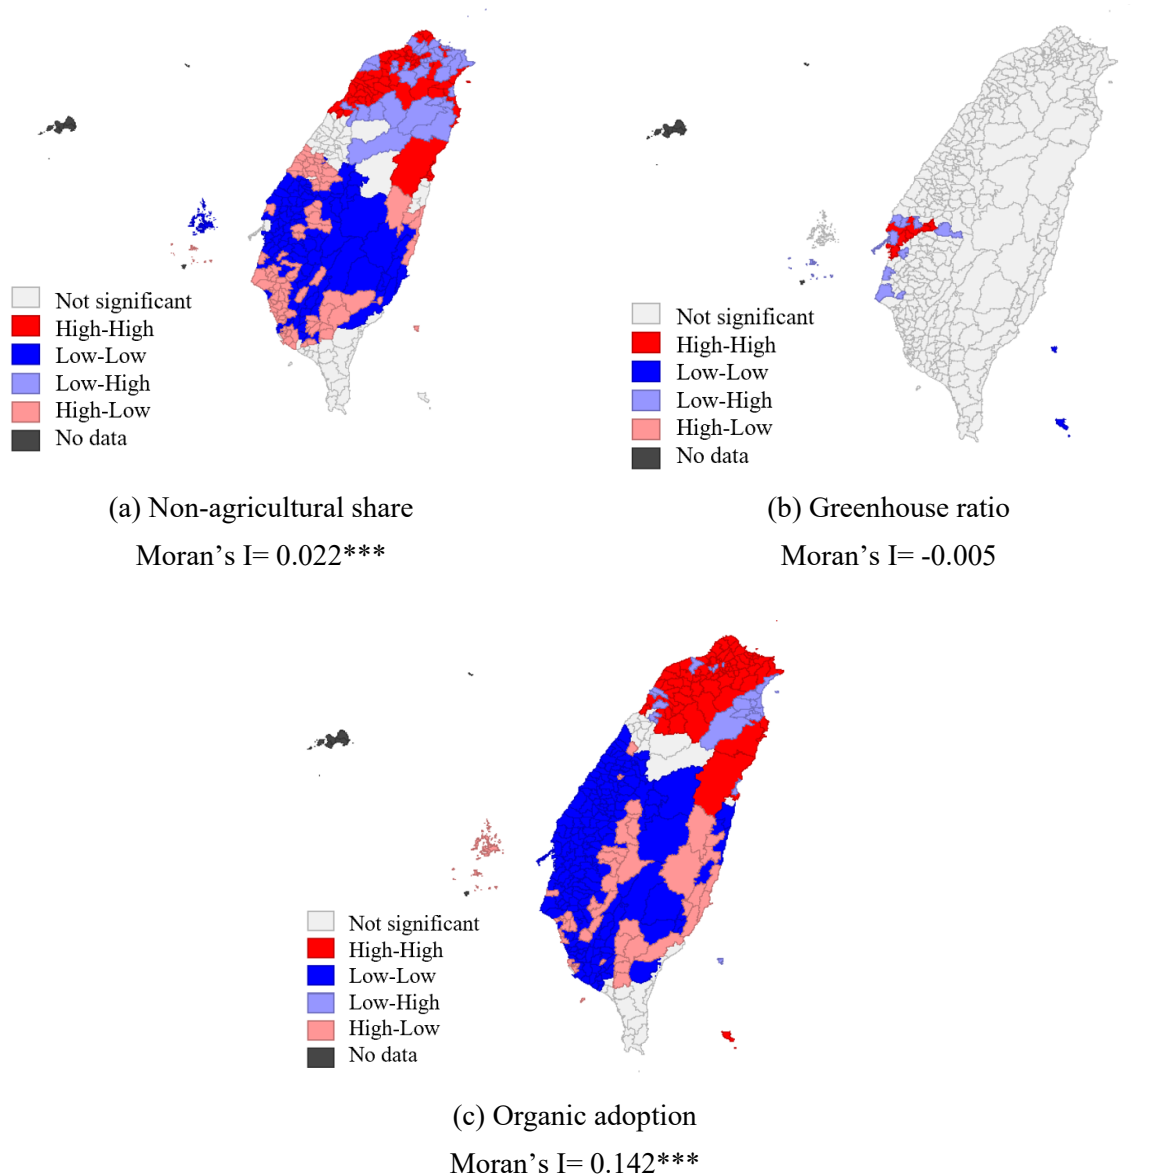 Not significant
High-High
Low-Low
Low-High
High-Low
No data
(a) Non-agricultural share
Moran’s I= 0.022***
Not significant
High-High
Low-Low
Low-High
High-Low
No data
(b) Greenhouse ratio
Moran’s I= -0.005
Not significant
High-High
Low-Low
Low-High
High-Low
No data
(c) Organic adoption
Moran’s I= 0.142***